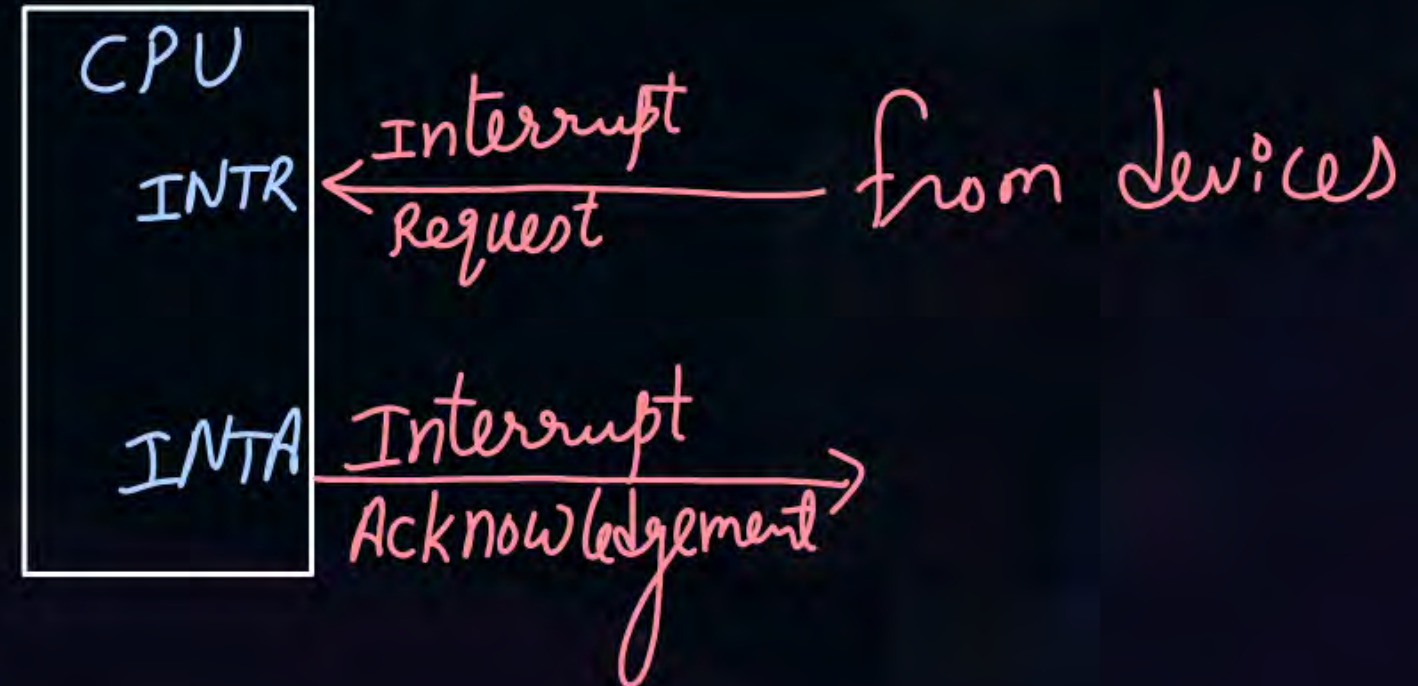 CPU
INTR
Interrupt
Request
from devices
INTA
Interrupt
Acknowledgement